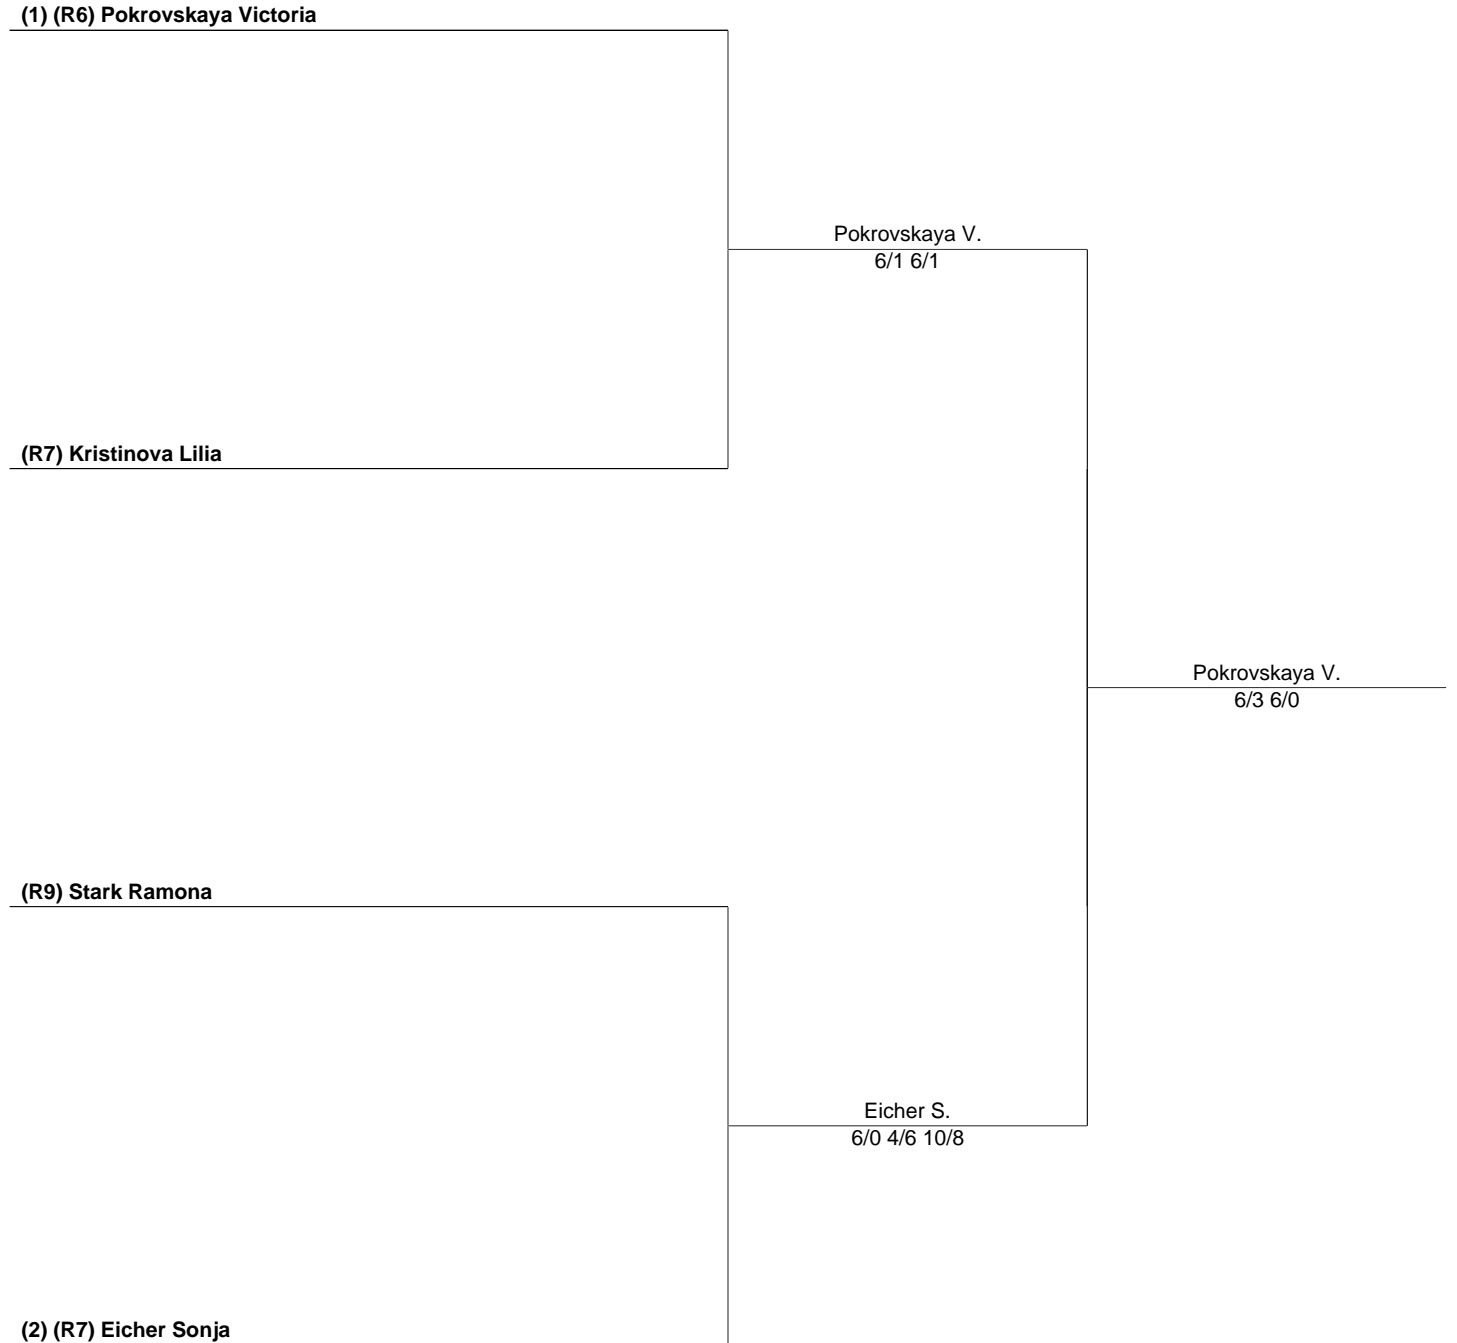 (1) (R6) Pokrovskaya Victoria
Pokrovskaya V.
6/1 6/1
(R7) Kristinova Lilia
Pokrovskaya V.
6/3 6/0
(R9) Stark Ramona
Eicher S.
6/0 4/6 10/8
(2) (R7) Eicher Sonja